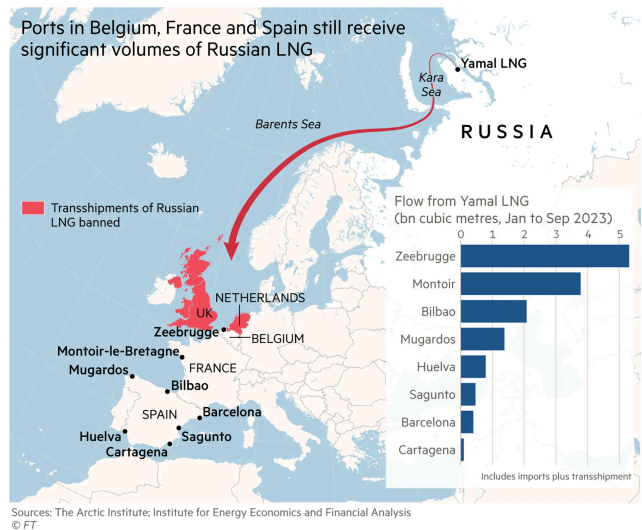 Ports in Belgium, France and Spain still receive
significant volumes of Russian LNG
Yamal LNG
Kara
Sea
Barents Sea
RUSSIA
Transshipments of Russian
LNG banned
Flow from Yamal LNG
(bn cubic metres, Jan to Sep 2023)
0 1 2 3 4 5
Zeebrugge
Montoir
Bilbao
Mugardos
Huelva
Sagunto
Barcelona
Cartagena
Includes imports plus transshipment
NETHERLANDS
UK
Zeebrugge
BELGIUM
Montoir-le-Bretagne
FRANCE
Mugardos
Bilbao
SPAIN
Barcelona
Huelva
Sagunto
Cartagena
Sources: The Arctic Institute; Institute for Energy Economics and Financial Analysis
© FT